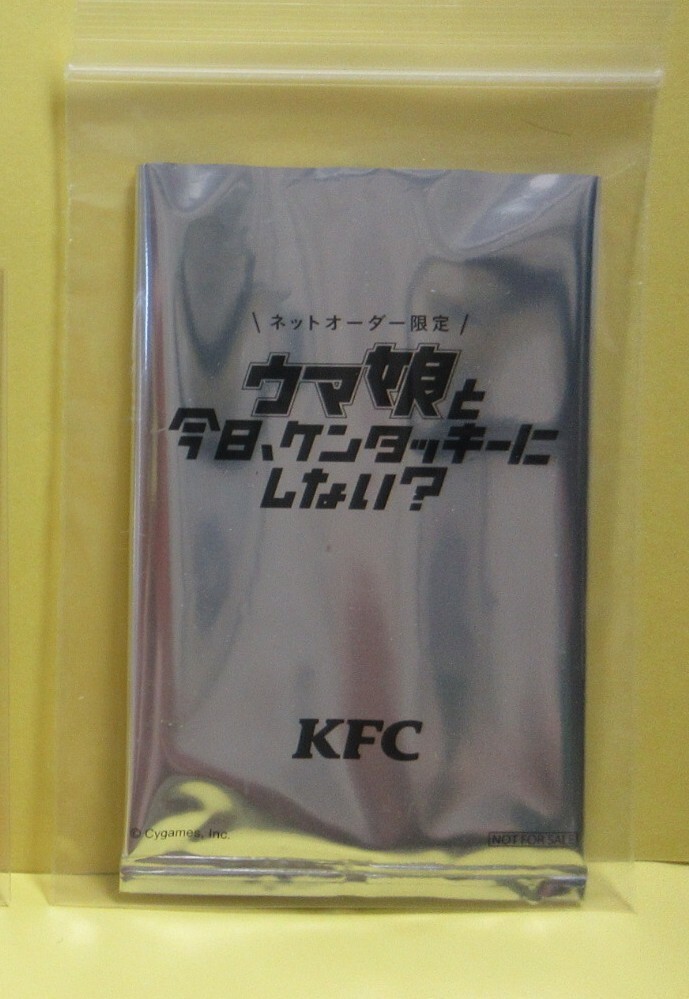 \ ネットオーダー限定 /
ウマ娘と
今日、ケンタッキーに
しない?
KFC
© Cygames, Inc.
NOT FOR SALE